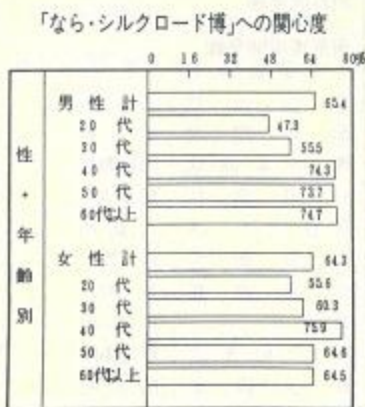 「なら・シルクロード博」への関心度
0 16 32 48 64 80%
性・年齢別
男性計 65.4
20代 47.3
30代 55.5
40代 74.3
50代 73.7
60代以上 74.7
女性計 64.3
20代 55.6
30代 60.3
40代 75.9
50代 64.6
60代以上 64.5